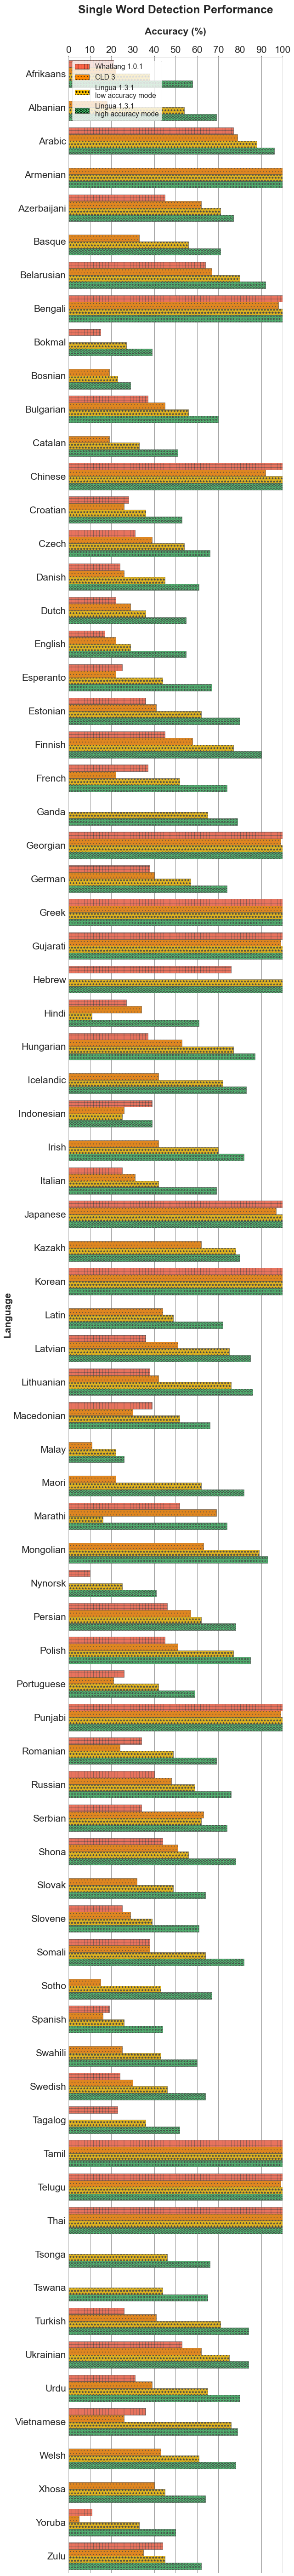 Single Word Detection Performance
Accuracy (%)
0 10 20 30 40 50 60 70 80 90 100
Whatlang 1.0.1
CLD 3
Lingua 1.3.1
low accuracy mode
Lingua 1.3.1
high accuracy mode
Language
Afrikaans
Albanian
Arabic
Armenian
Azerbaijani
Basque
Belarusian
Bengali
Bokmal
Bosnian
Bulgarian
Catalan
Chinese
Croatian
Czech
Danish
Dutch
English
Esperanto
Estonian
Finnish
French
Ganda
Georgian
German
Greek
Gujarati
Hebrew
Hindi
Hungarian
Icelandic
Indonesian
Irish
Italian
Japanese
Kazakh
Korean
Latin
Latvian
Lithuanian
Macedonian
Malay
Maori
Marathi
Mongolian
Nynorsk
Persian
Polish
Portuguese
Punjabi
Romanian
Russian
Serbian
Shona
Slovak
Slovene
Somali
Sotho
Spanish
Swahili
Swedish
Tagalog
Tamil
Telugu
Thai
Tsonga
Tswana
Turkish
Ukrainian
Urdu
Vietnamese
Welsh
Xhosa
Yoruba
Zulu